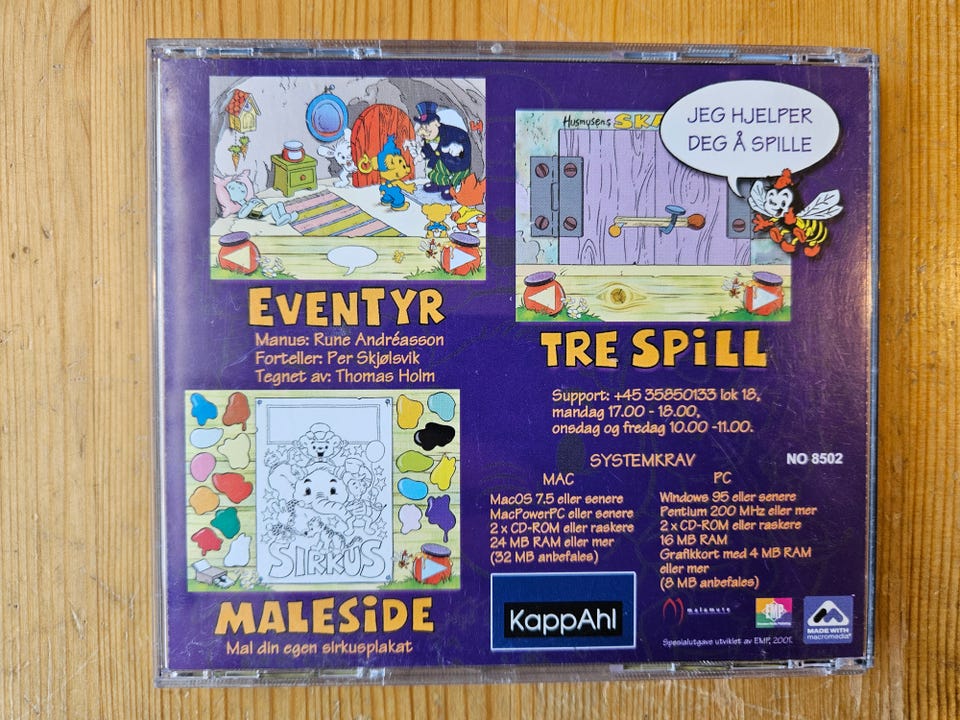 Husmusens SKA
JEG HJELPER
DEG Å SPILLE
EVENTYR
Manus: Rune Andréasson
Forteller: Per Skjølsvik
Tegnet av: Thomas Holm
TRE SPILL
Support: +45 35850133 lok 18,
mandag 17.00 - 18.00,
onsdag og fredag 10.00 -11.00.
SYSTEMKRAV
NO 8502
MAC
MacOS 7.5 eller senere
MacPowerPC eller senere
2 x CD-ROM eller raskere
24 MB RAM eller mer
(32 MB anbefales)
PC
Windows 95 eller senere
Pentium 200 MHz eller mer
2 x CD-ROM eller raskere
16 MB RAM
Grafikkort med 4 MB RAM
eller mer
(8 MB anbefales)
SIRKUS
MALESIDE
Mal din egen sirkusplakat
KappAhl
malamute
EMP
MADE WITH
macromedia
Spesialutgave utviklet av EMP, 2001.